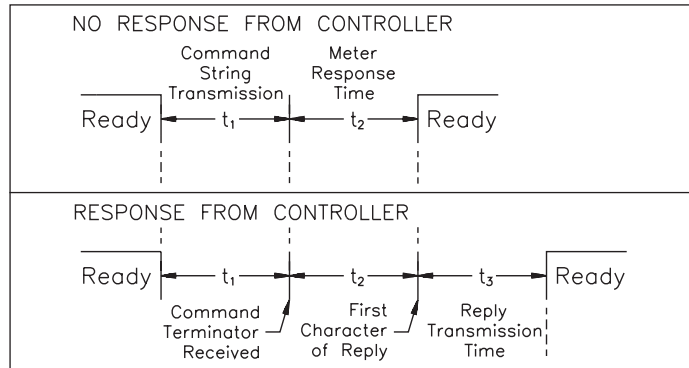 NO RESPONSE FROM CONTROLLER
Command
String
Transmission
Meter
Response
Time
Ready
t₁
t₂
Ready
RESPONSE FROM CONTROLLER
Ready
t₁
t₂
t₃
Ready
Command
Terminator
Received
First
Character
of Reply
Reply
Transmission
Time